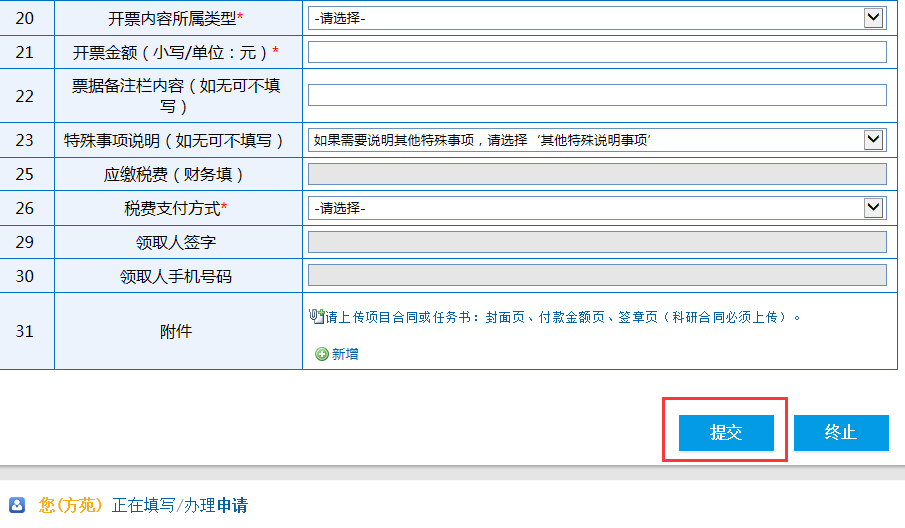 20 开票内容所属类型* -请选择-
21 开票金额（小写/单位：元）*
22 票据备注栏内容（如无可不填
写）
23 特殊事项说明（如无可不填写） 如果需要说明其他特殊事项，请选择‘其他特殊说明事项’
25 应缴税费（财务填）
26 税费支付方式* -请选择-
29 领取人签字
30 领取人手机号码
31 附件 请上传项目合同或任务书：封面页、付款金额页、签章页（科研合同必须上传）。
新增
提交 终止
您(方苑) 正在填写/办理申请